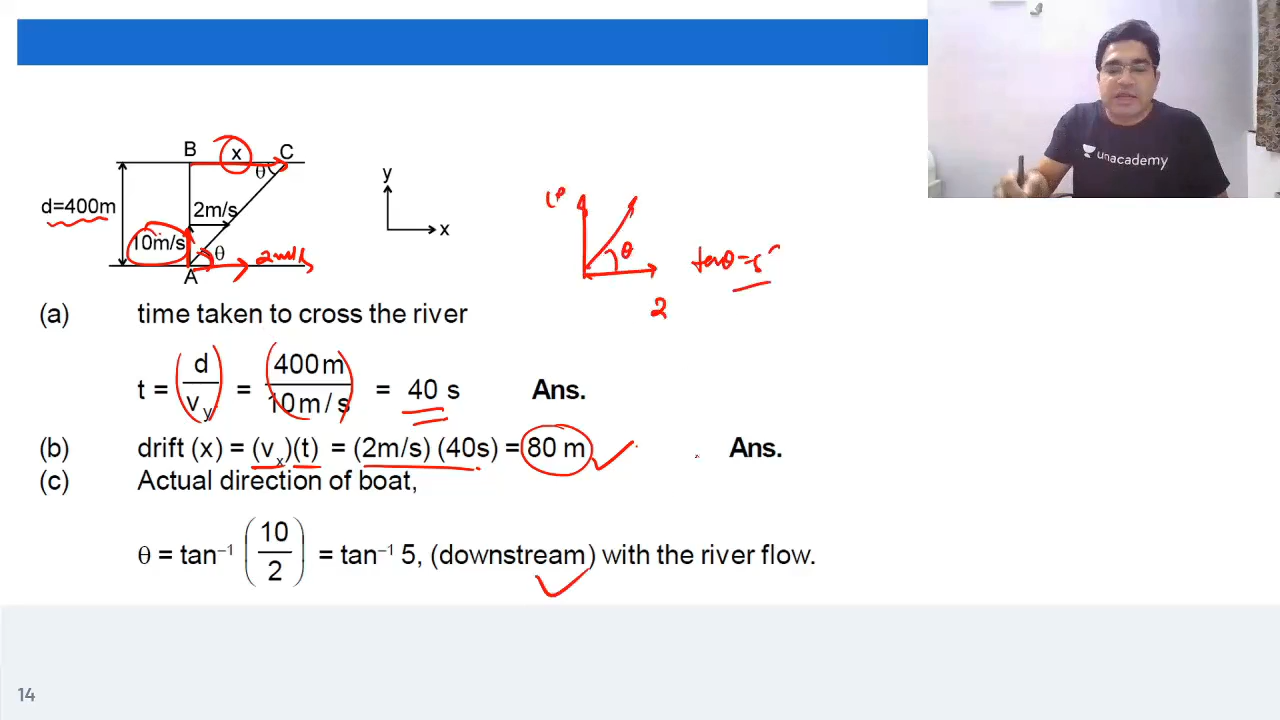 unacademy
B x C
θ
y
d=400m
2m/s
x
10m/s θ 2m/s
A
θ
tanθ = 5
2
(a) time taken to cross the river
t = d/v_y = 400m/10m/s = 40 s Ans.
(b) drift (x) = (v_x)(t) = (2m/s) (40s) = 80 m Ans.
(c) Actual direction of boat,
θ = tan⁻¹ (10/2) = tan⁻¹ 5, (downstream) with the river flow.
14